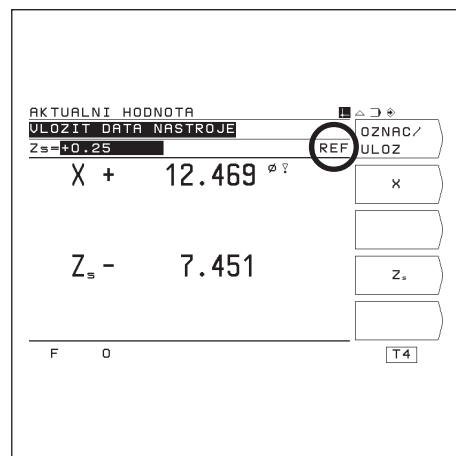 AKTUALNI HODNOTA
VLOZIT DATA NASTROJE
Zs=+0.25 REF
OZNAC/
ULOZ
X + 12.469 ø
X
Zs - 7.451
Zs
F 0
T4